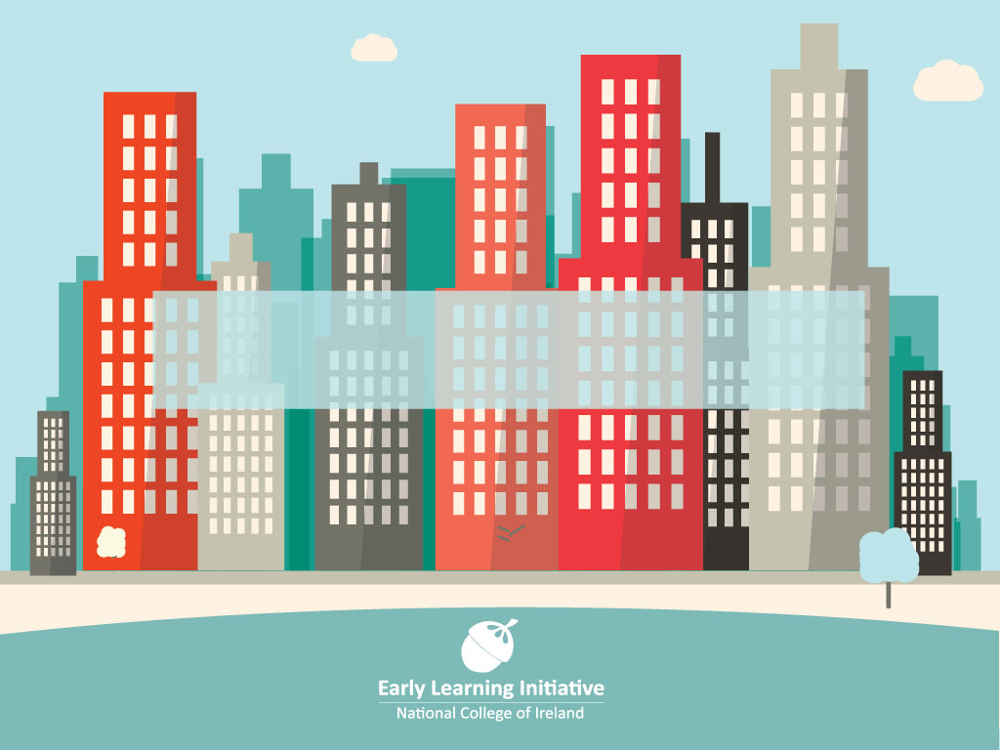 Early Learning Initiative
National College of Ireland